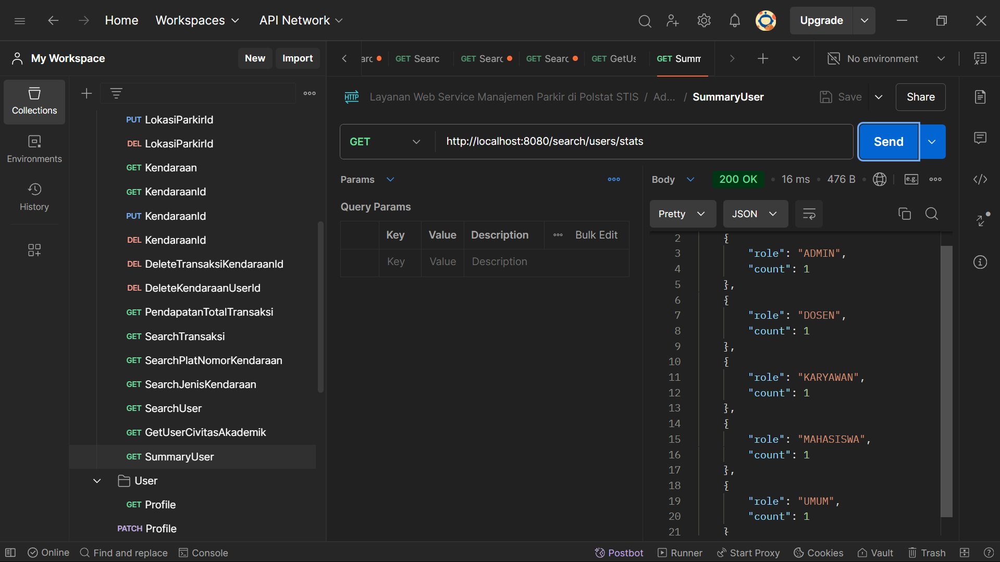 Home Workspaces API Network Upgrade
My Workspace New Import
GET Searc GET Searc GET Searc GET GetUs GET Summ No environment
Collections
Environments
History
PUT LokasiParkirId
DEL LokasiParkirId
GET Kendaraan
GET KendaraanId
PUT KendaraanId
DEL KendaraanId
DEL DeleteTransaksiKendaraanId
DEL DeleteKendaraanUserId
GET PendapatanTotalTransaksi
GET SearchTransaksi
GET SearchPlatNomorKendaraan
GET SearchJenisKendaraan
GET SearchUser
GET GetUserCivitasAkademik
GET SummaryUser
User
GET Profile
PATCH Profile
HTTP Layanan Web Service Manajemen Parkir di Polstat STIS / Ad... / SummaryUser Save Share
GET http://localhost:8080/search/users/stats Send
Params
Query Params
Key Value Description Bulk Edit
Key Value Description
Body 200 OK • 16 ms • 476 B • e.g.
Pretty JSON
2 {
3 "role": "ADMIN",
4 "count": 1
5 },
6 {
7 "role": "DOSEN",
8 "count": 1
9 },
10 {
11 "role": "KARYAWAN",
12 "count": 1
13 },
14 {
15 "role": "MAHASISWA",
16 "count": 1
17 },
18 {
19 "role": "UMUM",
20 "count": 1
21 }
Online Find and replace Console Postbot Runner Start Proxy Cookies Vault Trash